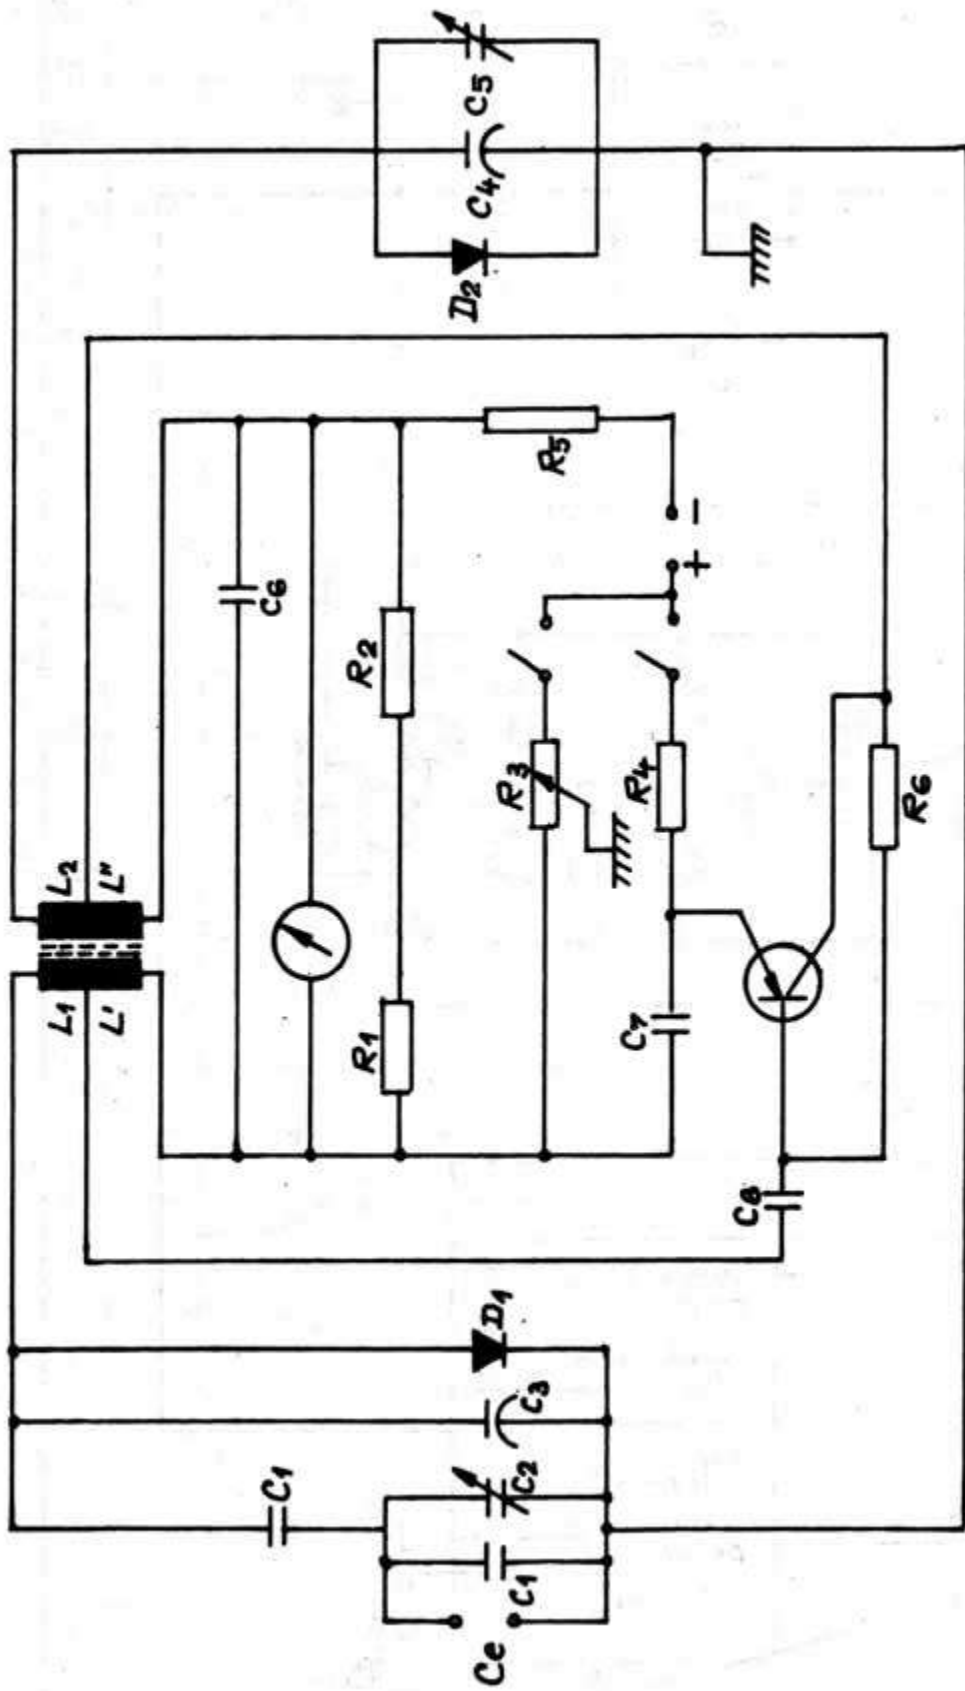 L1 L2
L' L"
C1 C6
R1 R2
Ce C1 C2 C3 D1 R3 D2 C4 C5
R5
C7 R4 + -
C8
R6